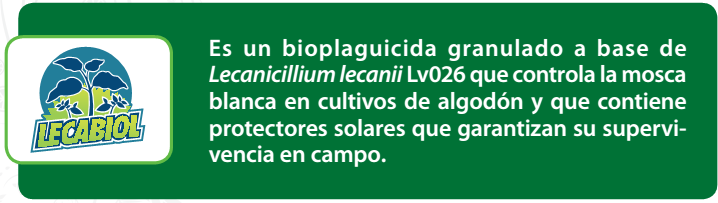 LECABIOL
Es un bioplaguicida granulado a base de
Lecanicillium lecanii Lv026 que controla la mosca
blanca en cultivos de algodón y que contiene
protectores solares que garantizan su supervi-
vencia en campo.